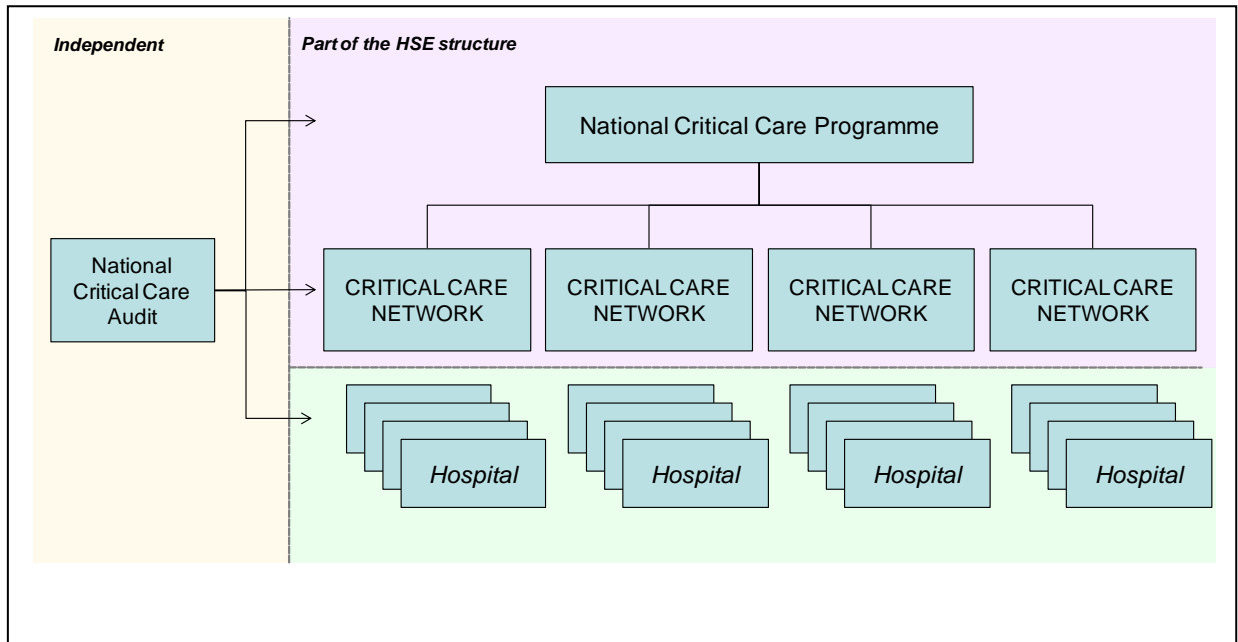 Independent
Part of the HSE structure
National Critical Care Programme
National
Critical Care
Audit
CRITICAL CARE
NETWORK
CRITICAL CARE
NETWORK
CRITICAL CARE
NETWORK
CRITICAL CARE
NETWORK
Hospital
Hospital
Hospital
Hospital